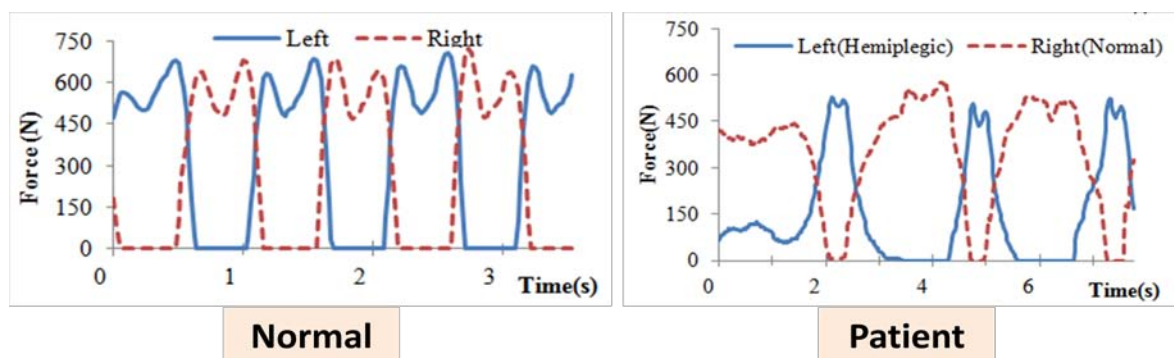 750
Left
Right
600
450
300
150
0
Force (N)
0
1
2
3
Time(s)
Normal
750
Left(Hemiplegic)
Right(Normal)
600
450
300
150
0
Force(N)
0
2
4
6
Time(s)
Patient